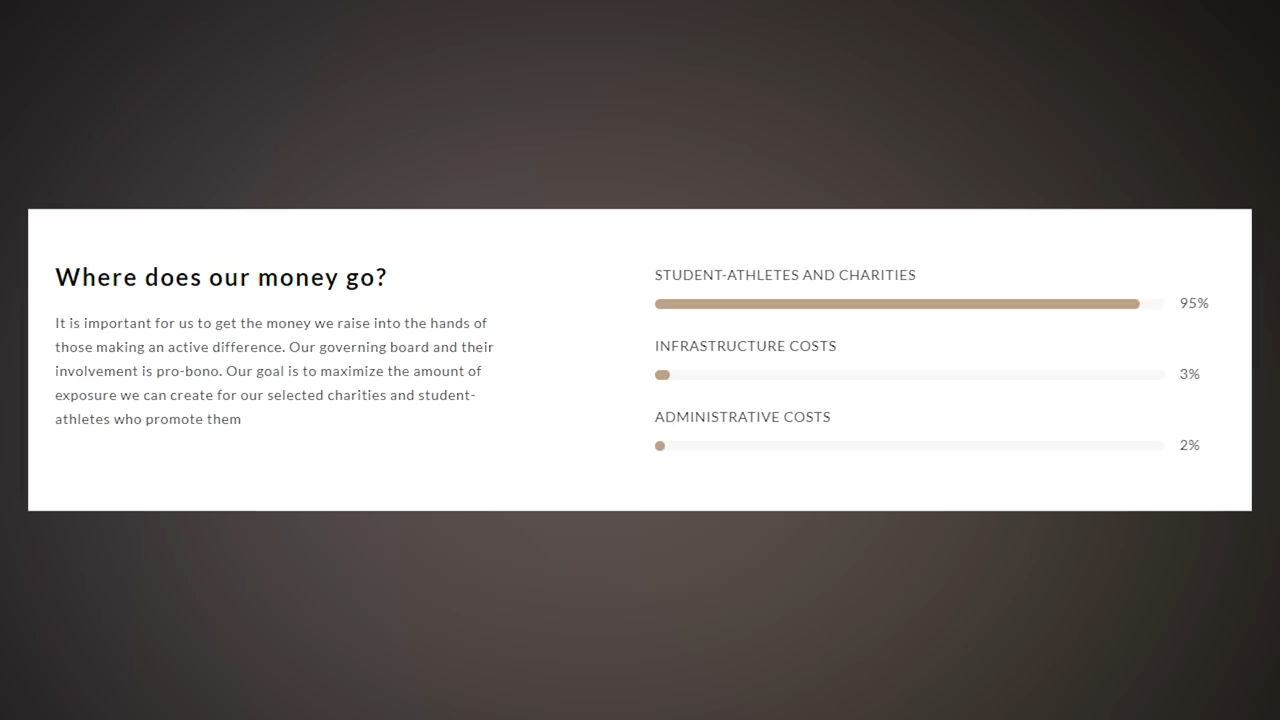 Where does our money go?
It is important for us to get the money we raise into the hands of
those making an active difference. Our governing board and their
involvement is pro-bono. Our goal is to maximize the amount of
exposure we can create for our selected charities and student-
athletes who promote them
STUDENT-ATHLETES AND CHARITIES
95%
INFRASTRUCTURE COSTS
3%
ADMINISTRATIVE COSTS
2%